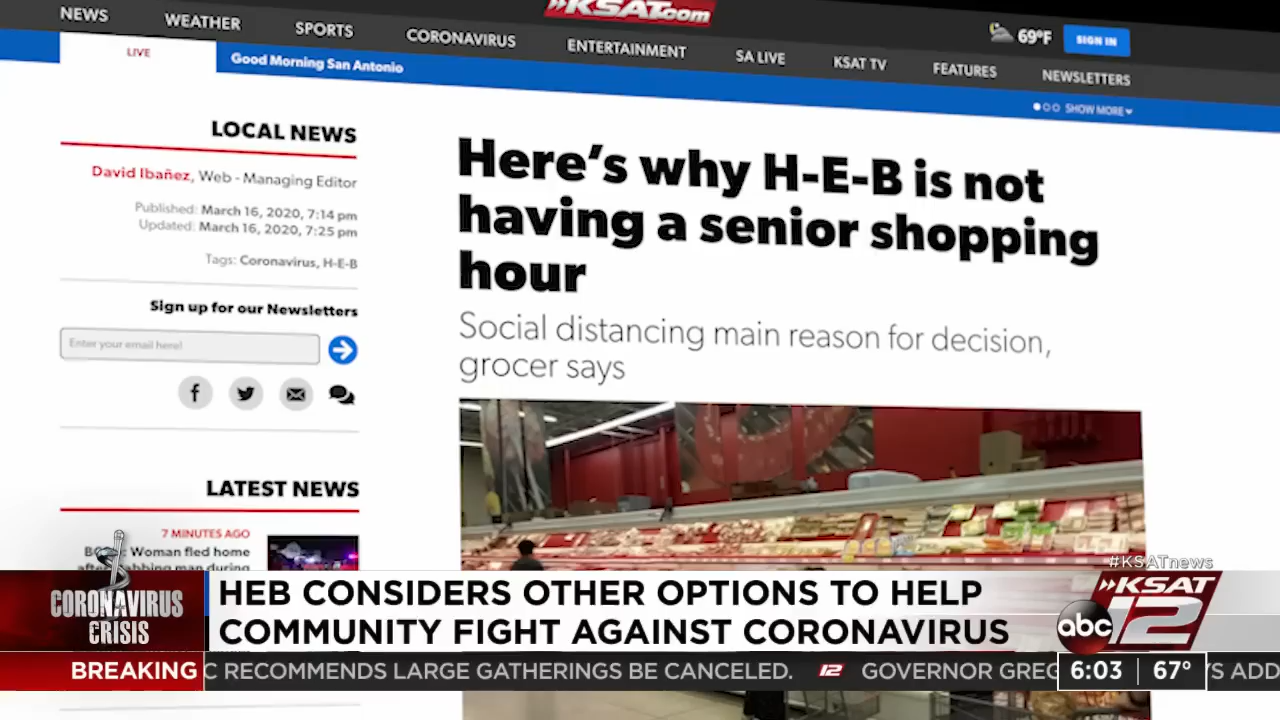 KSAT.com
NEWS WEATHER SPORTS CORONAVIRUS ENTERTAINMENT SA LIVE KSAT TV FEATURES NEWSLETTERS
69°F SIGN IN
LIVE Good Morning San Antonio
SHOW MORE
LOCAL NEWS
David Ibañez, Web - Managing Editor
Published: March 16, 2020, 7:14 pm
Updated: March 16, 2020, 7:25 pm
Tags: Coronavirus, H-E-B
Sign up for our Newsletters
Enter your email here!
LATEST NEWS
7 MINUTES AGO
Woman fled home
man during
Here's why H-E-B is not
having a senior shopping
hour
Social distancing main reason for decision,
grocer says
#KSATnews
CORONAVIRUS
CRISIS
HEB CONSIDERS OTHER OPTIONS TO HELP
COMMUNITY FIGHT AGAINST CORONAVIRUS
abc KSAT 12
BREAKING C RECOMMENDS LARGE GATHERINGS BE CANCELED. 12 GOVERNOR GREG 6:03 67° S ADD